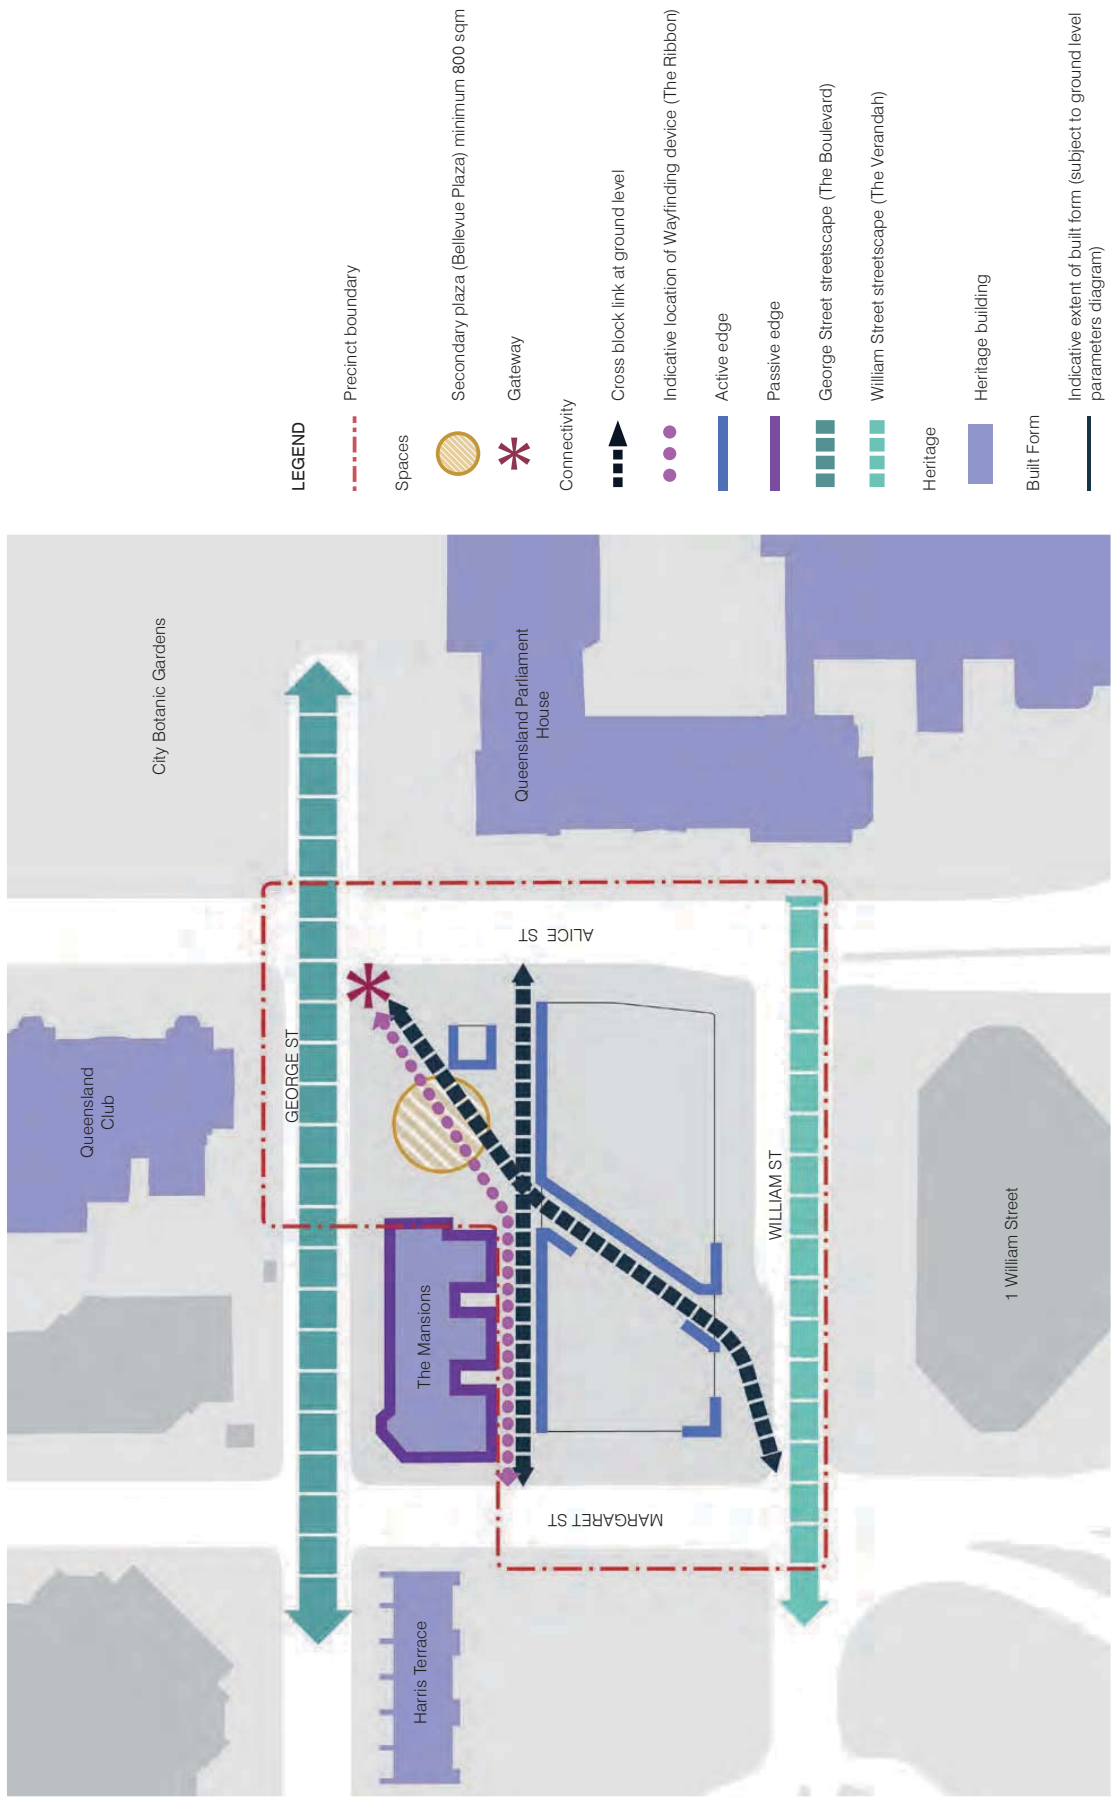 City Botanic Gardens
Queensland Parliament
House
Queensland
Club
GEORGE ST
ALICE ST
WILLIAM ST
MARGARET ST
The Mansions
Harris Terrace
1 William Street
LEGEND
Precinct boundary
Spaces
Secondary plaza (Bellevue Plaza) minimum 800 sqm
Gateway
Connectivity
Cross block link at ground level
Indicative location of Wayfinding device (The Ribbon)
Active edge
Passive edge
George Street streetscape (The Boulevard)
William Street streetscape (The Verandah)
Heritage
Heritage building
Built Form
Indicative extent of built form (subject to ground level
parameters diagram)